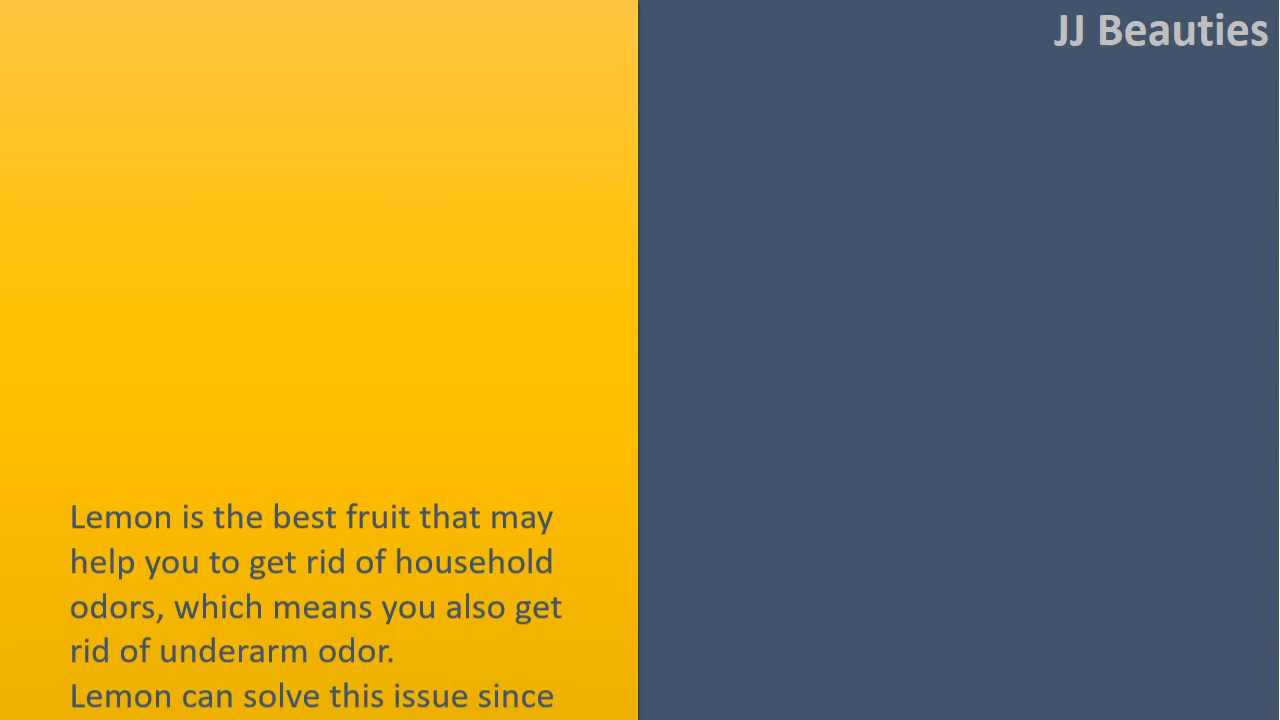 JJ Beauties
Lemon is the best fruit that may
help you to get rid of household
odors, which means you also get
rid of underarm odor.
Lemon can solve this issue since